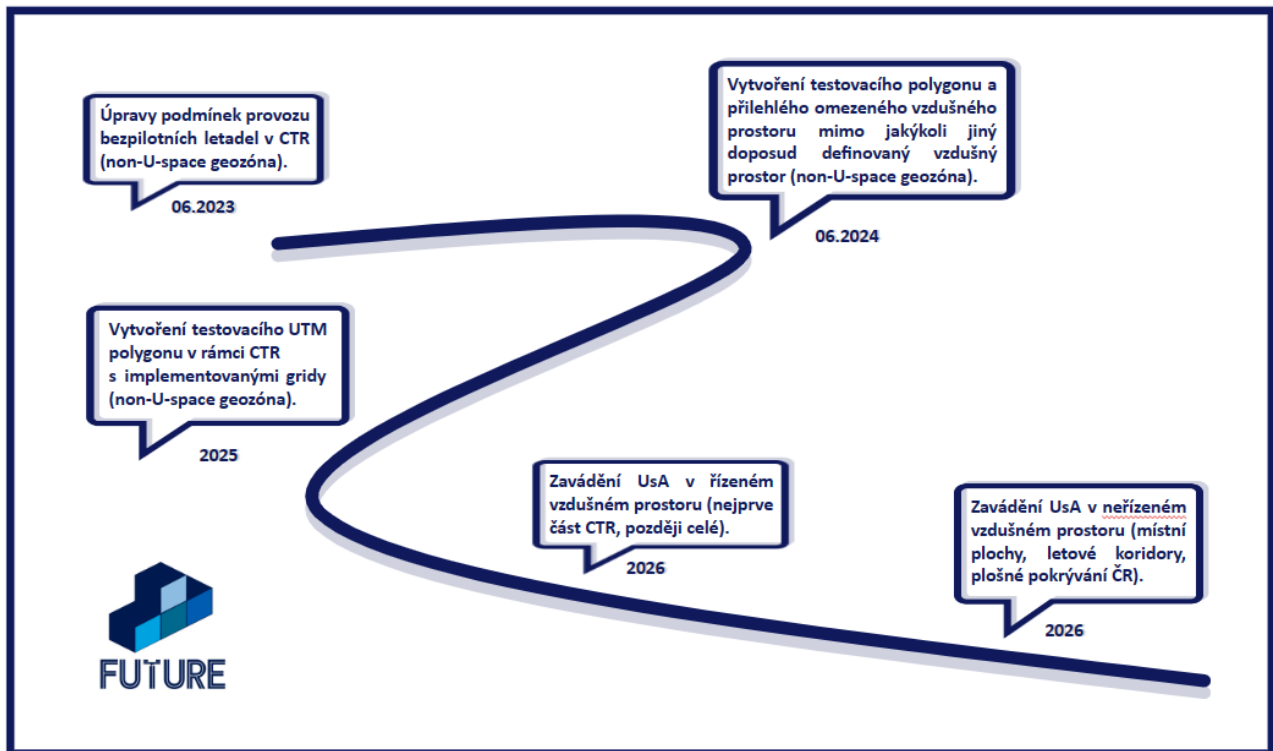 Úpravy podmínek provozu
bezpilotních letadel v CTR
(non-U-space geozóna).
06.2023
Vytvoření testovacího polygonu a
přilehlého omezeného vzdušného
prostoru mimo jakýkoli jiný
doposud definovaný vzdušný
prostor (non-U-space geozóna).
06.2024
Vytvoření testovacího UTM
polygonu v rámci CTR
s implementovanými gridy
(non-U-space geozóna).
2025
Zavádění UsA v řízeném
vzdušném prostoru (nejprve
část CTR, později celé).
2026
Zavádění UsA v neřízeném
vzdušném prostoru (místní
plochy, letové koridory,
plošné pokrývání ČR).
2026
FUTURE